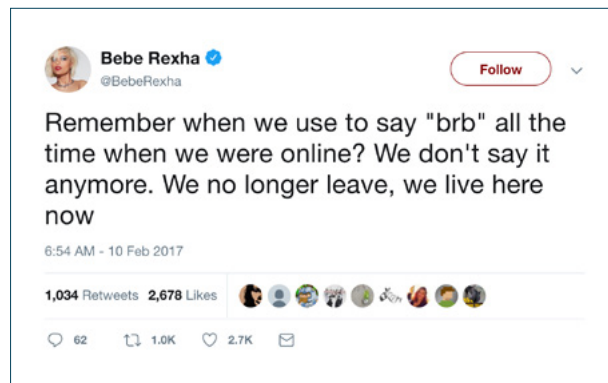 Bebe Rexha
@BebeRexha
Follow
Remember when we use to say "brb" all the
time when we were online? We don't say it
anymore. We no longer leave, we live here
now
6:54 AM - 10 Feb 2017
1,034 Retweets 2,678 Likes
62 1.0K 2.7K